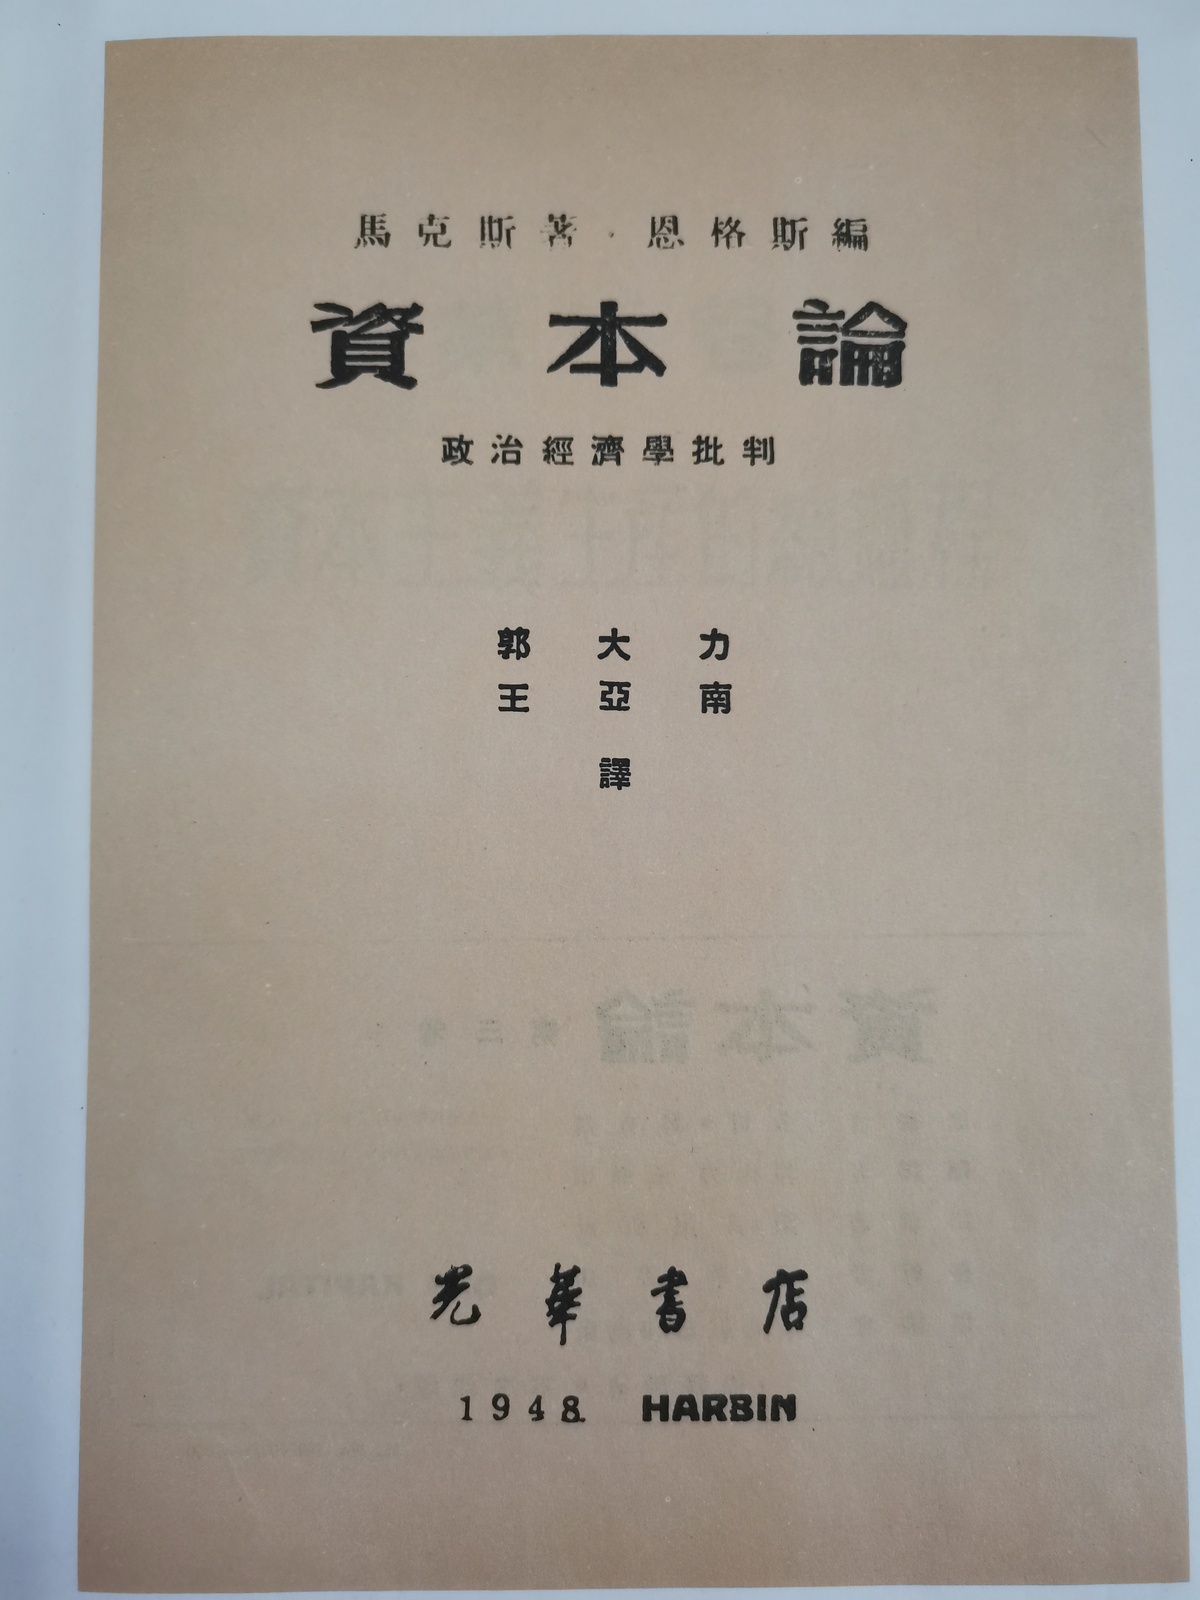 馬克斯著·恩格斯編
資本論
政治經濟學批判
郭大力
王亞南
譯
光華書店
1948. HARBIN